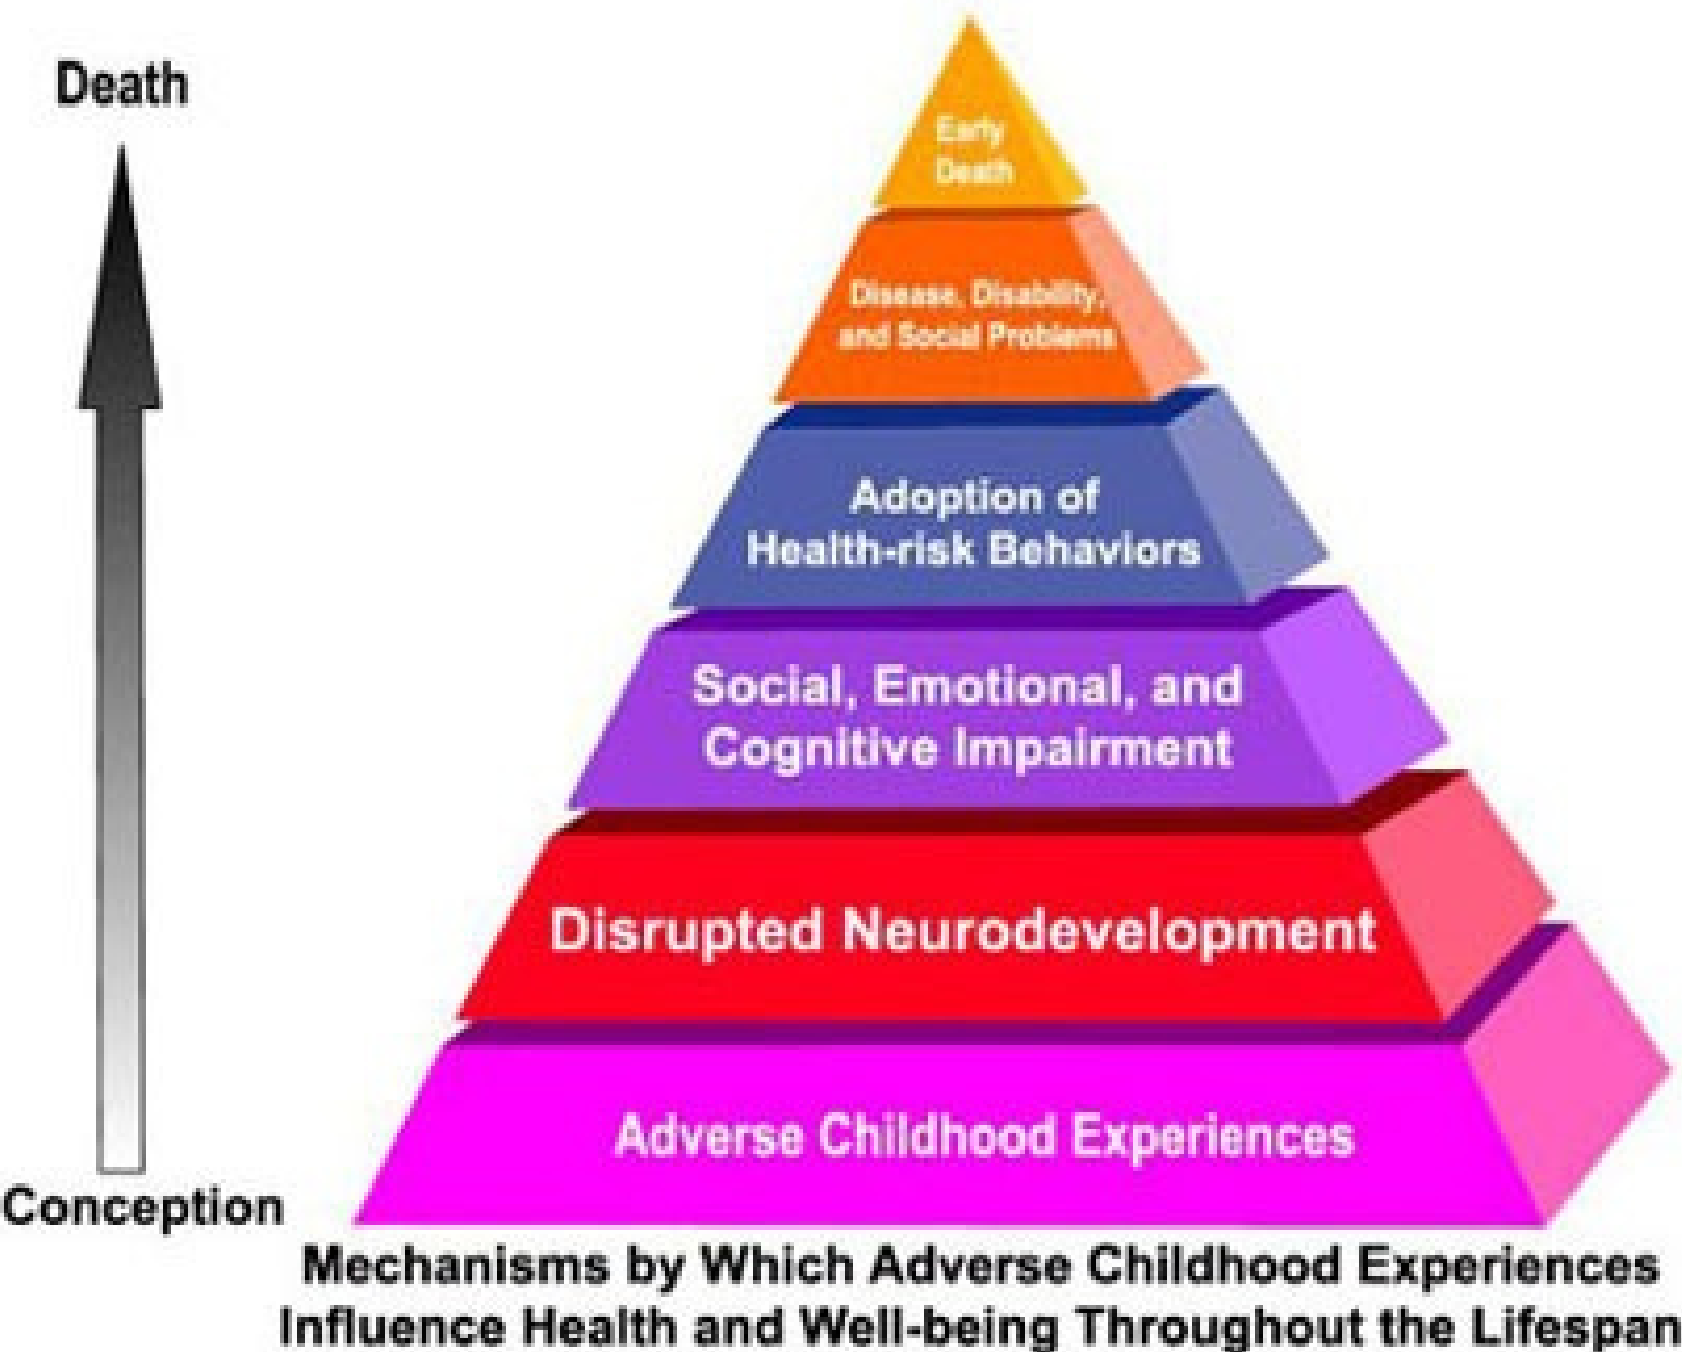 Death
Early
Death
Disease, Disability,
and Social Problems
Adoption of
Health-risk Behaviors
Social, Emotional, and
Cognitive Impairment
Disrupted Neurodevelopment
Adverse Childhood Experiences
Conception
Mechanisms by Which Adverse Childhood Experiences
Influence Health and Well-being Throughout the Lifespan